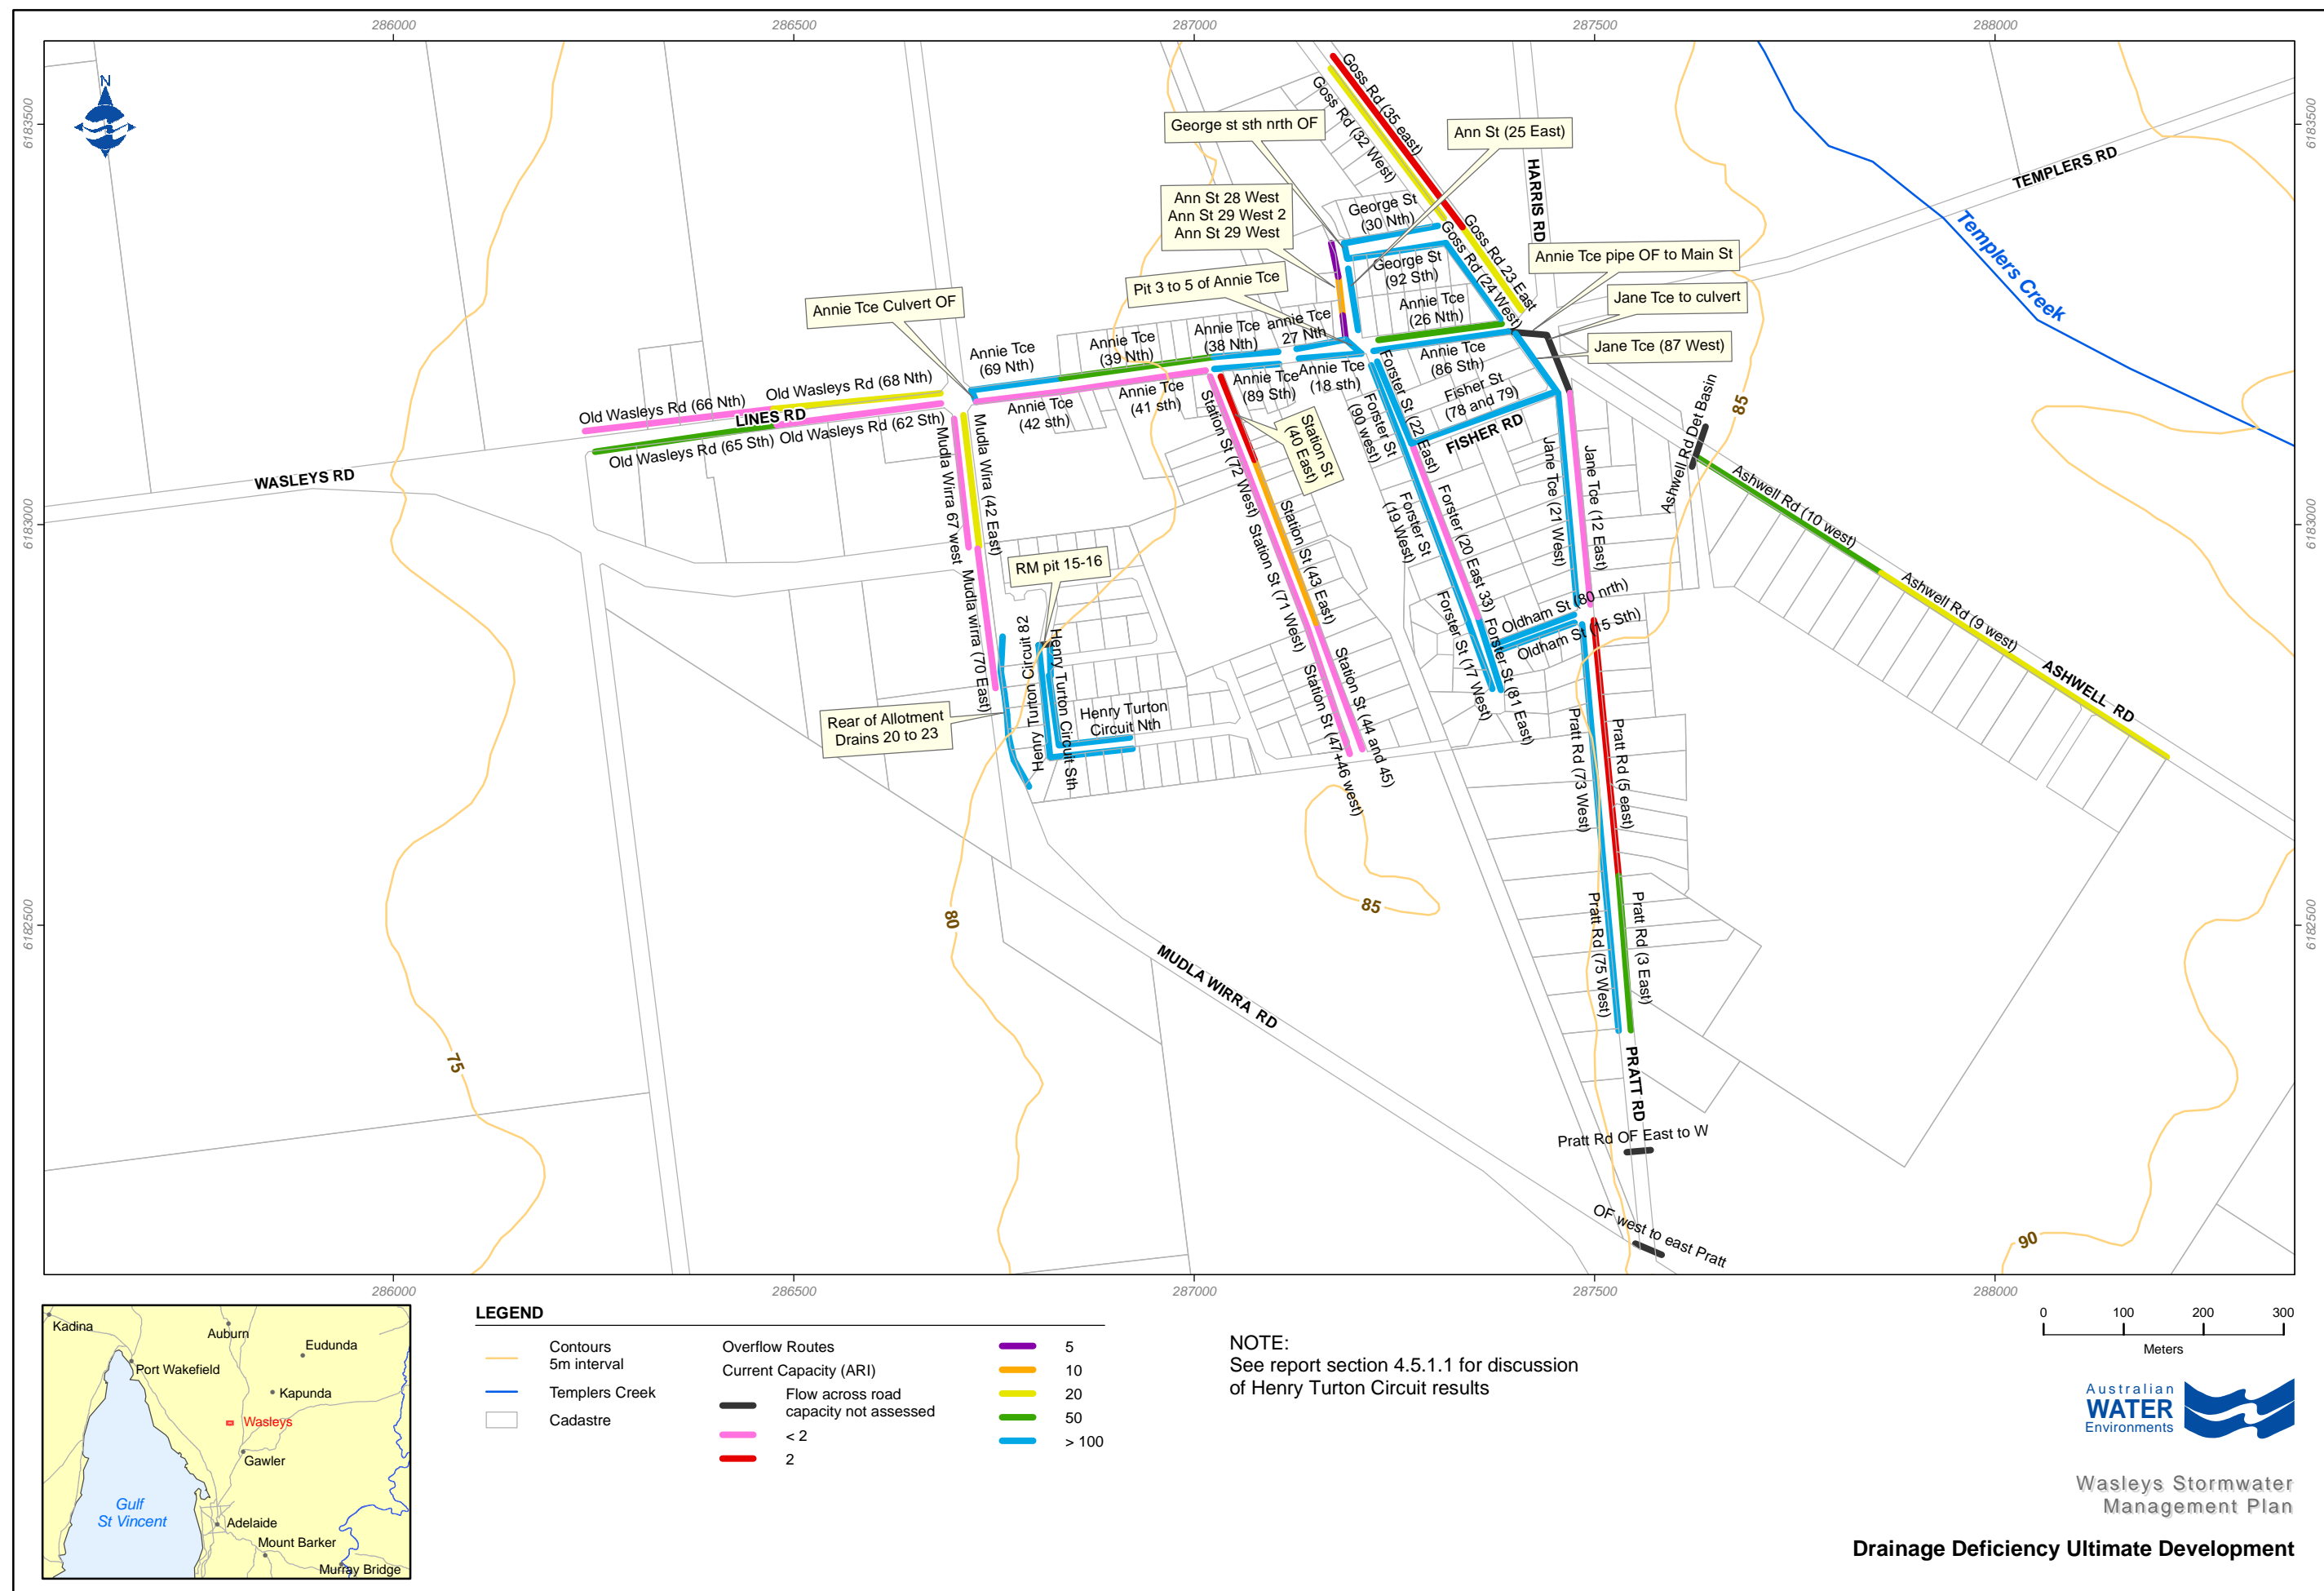 286000
286500
287000
287500
288000
6183500
6183000
6182500
6183500
6183000
6182500
N
Goss Rd (35 east)
Goss Rd (32 West)
George st sth nrth OF
Ann St (25 East)
HARRIS RD
TEMPLERS RD
Templers Creek
Ann St 28 West
Ann St 29 West 2
Ann St 29 West
George St
(30 Nth)
Goss Rd 23 East
Goss Rd (24 West)
George St
(92 Sth)
Annie Tce pipe OF to Main St
Pit 3 to 5 of Annie Tce
Jane Tce to culvert
Annie Tce Culvert OF
Annie Tce
(26 Nth)
annie Tce
27 Nth
Annie Tce
(38 Nth)
Annie Tce
(39 Nth)
Annie Tce
(69 Nth)
Jane Tce (87 West)
Annie Tce
(86 Sth)
Annie Tce
(18 sth)
Annie Tce
(89 Sth)
Annie Tce
(41 sth)
Annie Tce
(42 sth)
Fisher St
(78 and 79)
FISHER RD
Old Wasleys Rd (68 Nth)
Old Wasleys Rd (66 Nth)
LINES RD
Old Wasleys Rd (62 Sth)
Old Wasleys Rd (65 Sth)
WASLEYS RD
Mudla Wirra 67 west
Mudla Wira (42 East)
Mudla wirra (70 East)
Station St (72 West)
Station St
(40 East)
Station St (43 East)
Station St (71 West)
Station St (44 and 45)
Station St (47+46 west)
Forster St
(90 west)
Forster St (22 East)
Forster St
(19 West)
Forster (20 East 33)
Forster St (17 West)
Forster St (81 East)
Jane Tce (21 West)
Jane Tce (12 East)
Ashwell Rd Det Basin
85
Ashwell Rd (10 west)
Ashwell Rd (9 west)
ASHWELL RD
Oldham St (80 nrth)
Oldham St (15 Sth)
RM pit 15-16
Henry Turton Circuit 82
Henry Turton Circuit Sth
Henry Turton
Circuit Nth
Rear of Allotment
Drains 20 to 23
Pratt Rd (73 West)
Pratt Rd (5 east)
Pratt Rd (75 West)
Pratt Rd (3 East)
PRATT RD
80
85
75
90
MUDLA WIRRA RD
Pratt Rd OF East to W
OF west to east Pratt
286000
286500
287000
287500
288000
Kadina
Auburn
Eudunda
Port Wakefield
Kapunda
Wasleys
Gawler
Gulf
St Vincent
Adelaide
Mount Barker
Murray Bridge
LEGEND
Contours
5m interval
Templers Creek
Cadastre
Overflow Routes
Current Capacity (ARI)
Flow across road
capacity not assessed
< 2
2
5
10
20
50
> 100
NOTE:
See report section 4.5.1.1 for discussion
of Henry Turton Circuit results
0 100 200 300
Meters
Australian
WATER
Environments
Wasleys Stormwater
Management Plan
Drainage Deficiency Ultimate Development